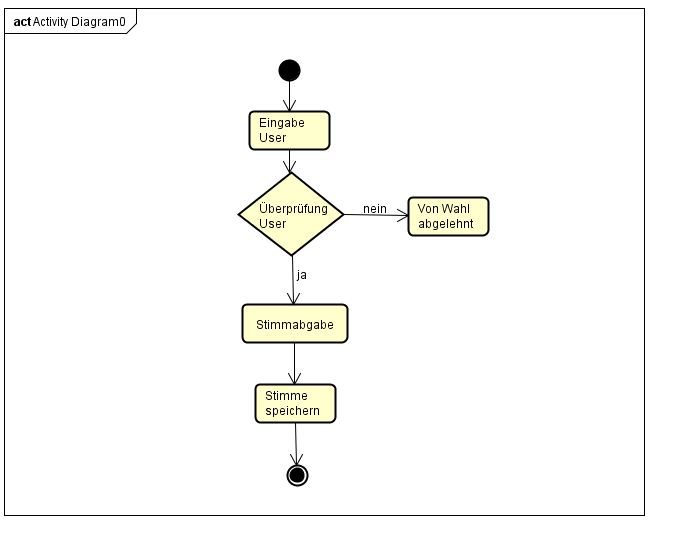 act Activity Diagram0
Eingabe
User
Überprüfung
User
nein
Von Wahl
abgelehnt
ja
Stimmabgabe
Stimme
speichern